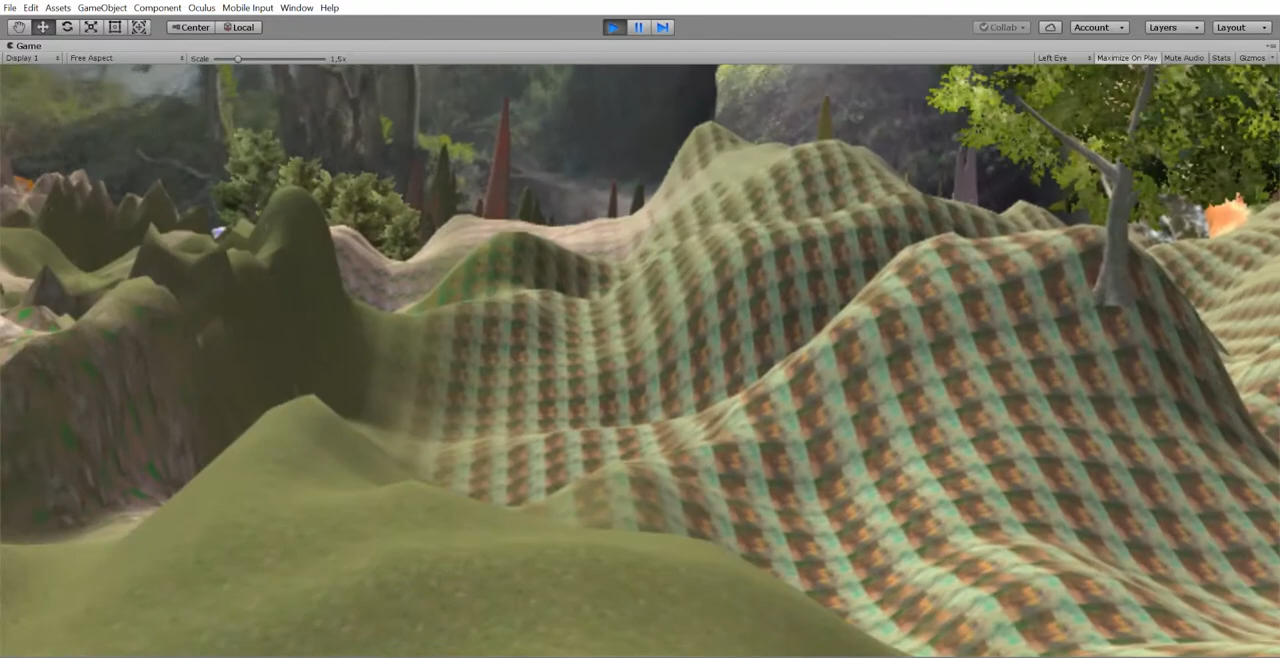 File Edit Assets GameObject Component Oculus Mobile Input Window Help
Center Local Collab Account Layers Layout
Game
Display 1 Free Aspect Scale 1,5x Left Eye Maximize On Play Mute Audio Stats Gizmos